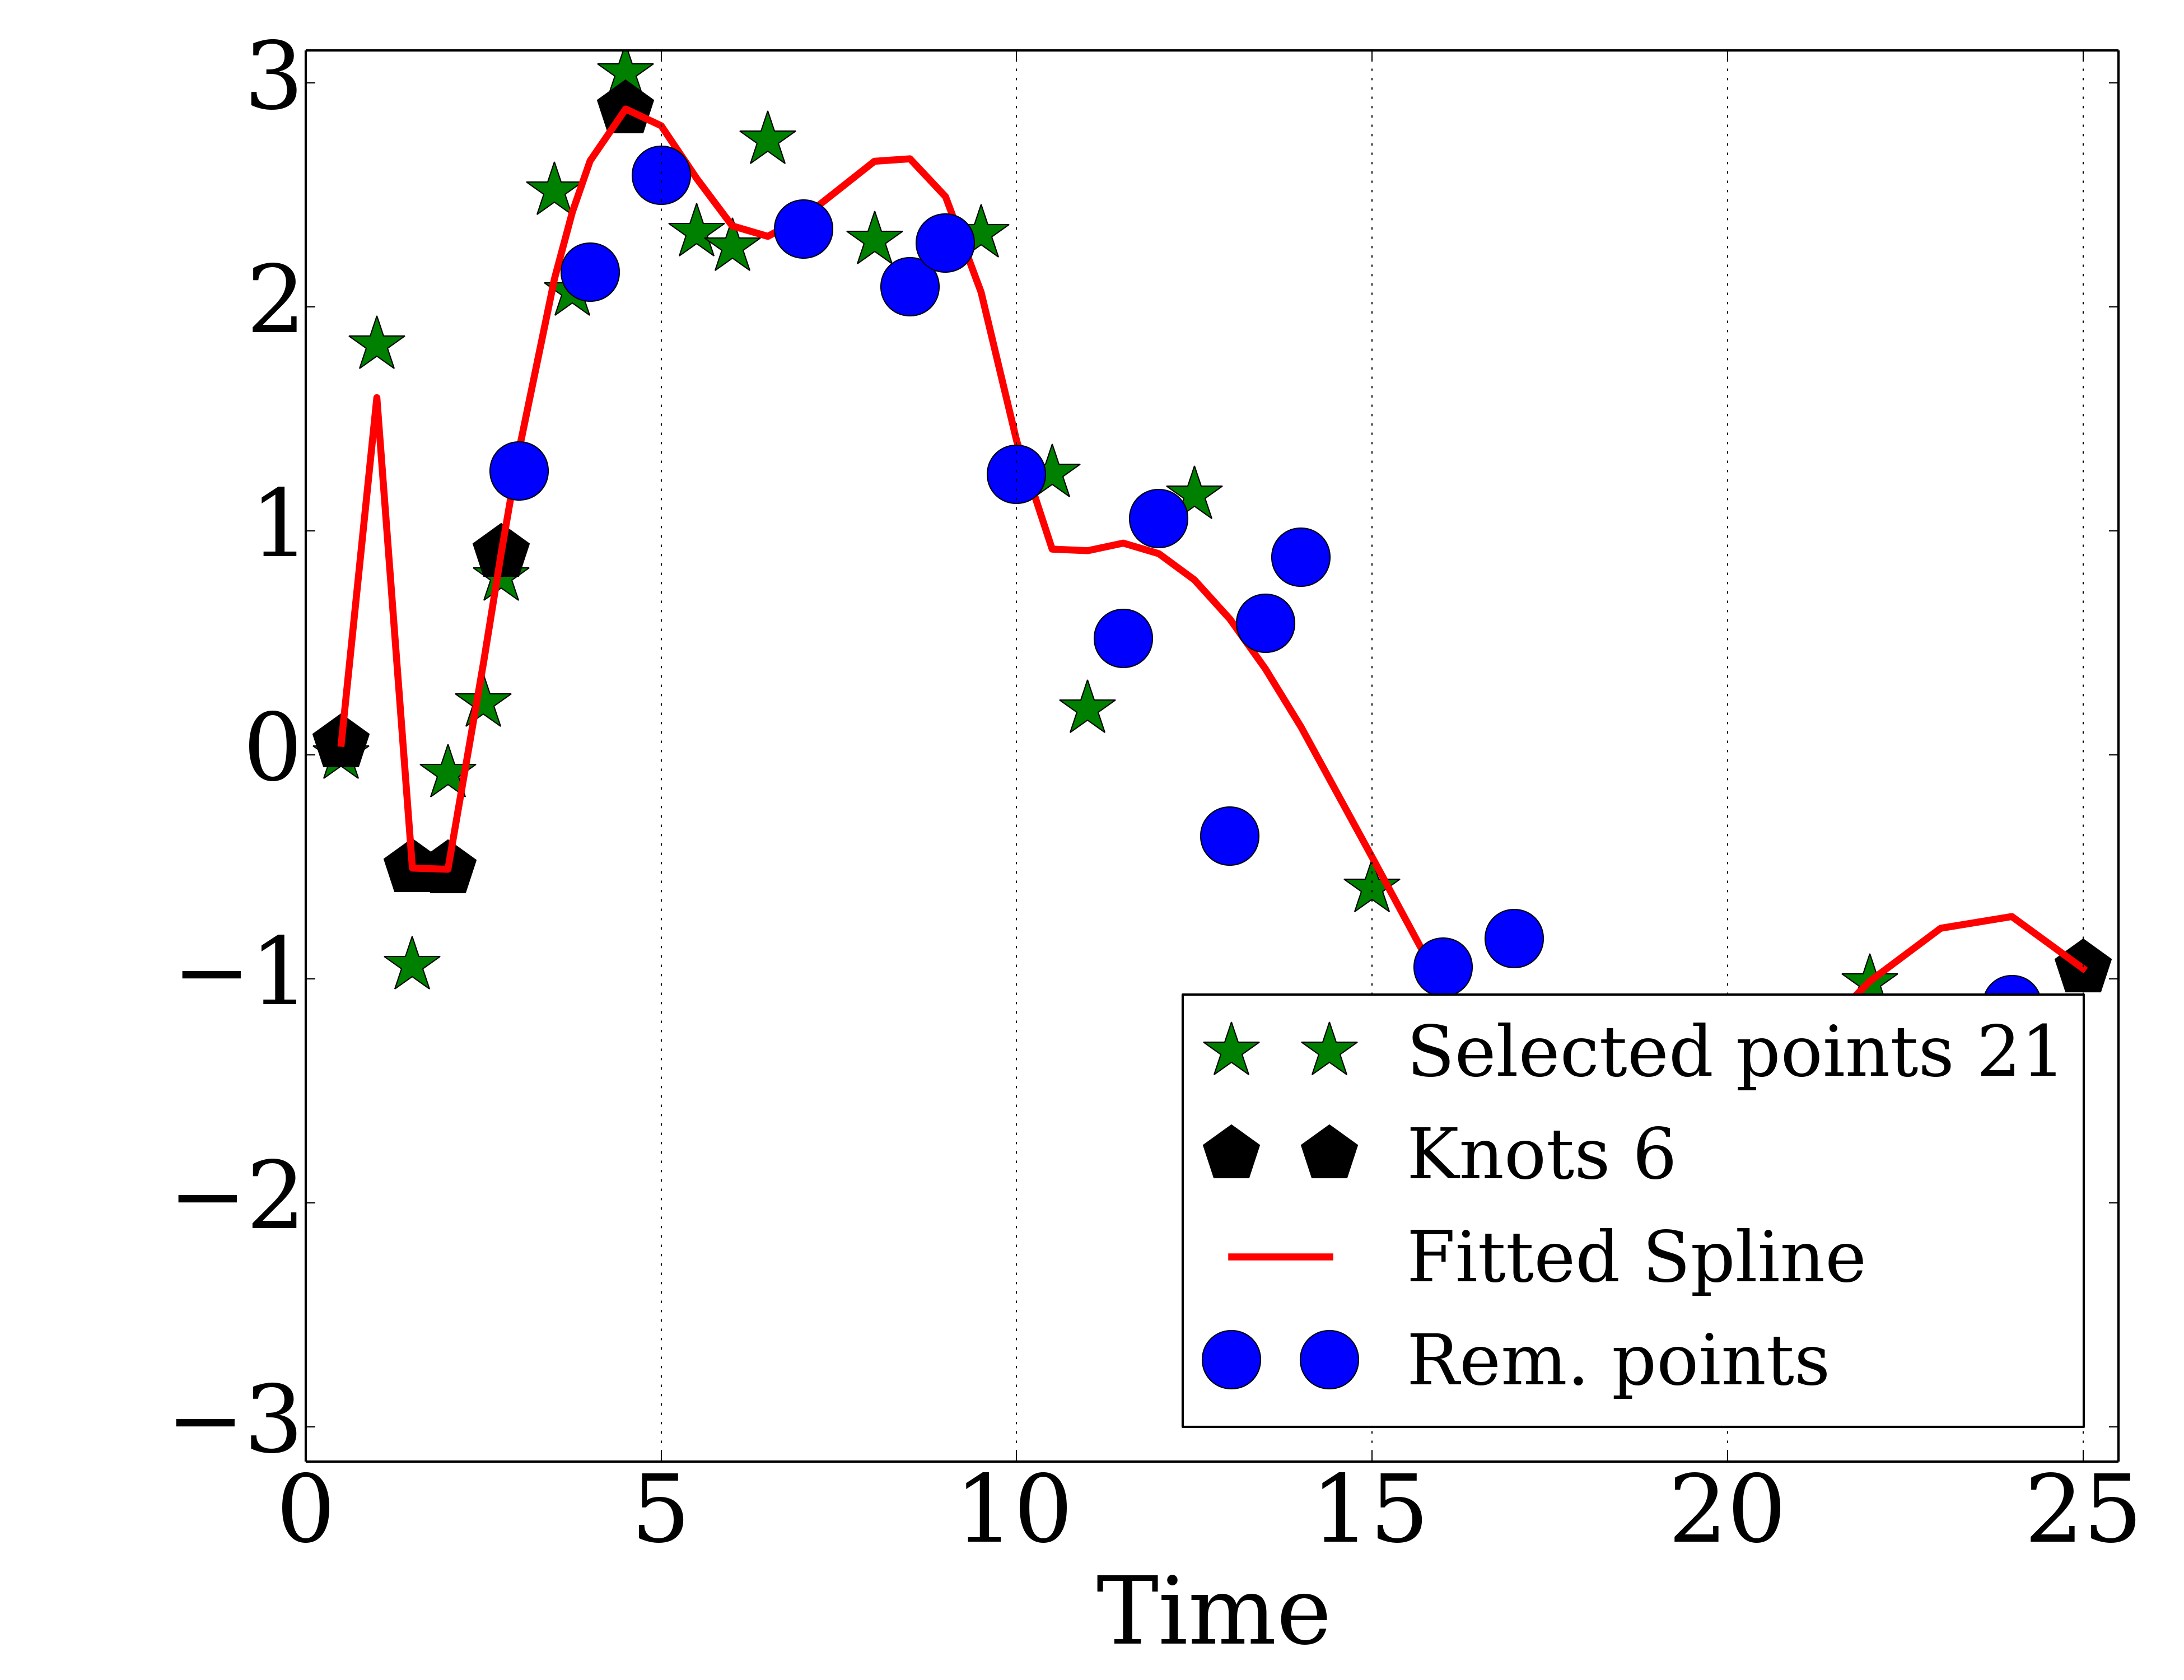 3
2
1
0
−1
−2
−3
Selected points 21
Knots 6
Fitted Spline
Rem. points
0 5 10 15 20 25
Time